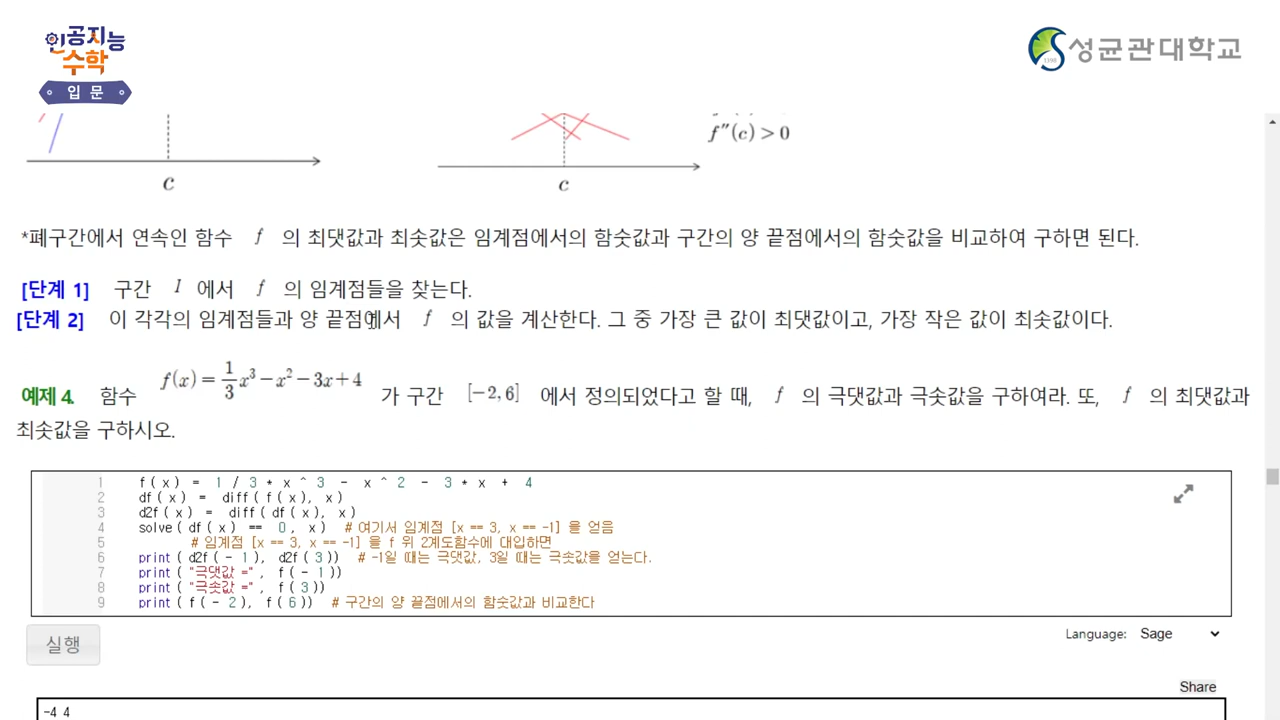 인공지능
수학
입 문
성균관대학교
1398
f″(c) > 0
c
c
*폐구간에서 연속인 함수 f 의 최댓값과 최솟값은 임계점에서의 함숫값과 구간의 양 끝점에서의 함숫값을 비교하여 구하면 된다.
[단계 1] 구간 I 에서 f 의 임계점들을 찾는다.
[단계 2] 이 각각의 임계점들과 양 끝점에서 f 의 값을 계산한다. 그 중 가장 큰 값이 최댓값이고, 가장 작은 값이 최솟값이다.
예제 4. 함수 f(x) = 1/3 x³ − x² − 3x + 4 가 구간 [−2, 6] 에서 정의되었다고 할 때, f 의 극댓값과 극솟값을 구하여라. 또, f 의 최댓값과
최솟값을 구하시오.
1 f(x) = 1 / 3 * x ^ 3 - x ^ 2 - 3 * x + 4
2 df(x) = diff(f(x), x)
3 d2f(x) = diff(df(x), x)
4 solve(df(x) == 0, x) # 여기서 임계점 [x == 3, x == -1] 을 얻음
5 # 임계점 [x == 3, x == -1] 을 f 위 2계도함수에 대입하면
6 print(d2f(-1), d2f(3)) # -1일 때는 극댓값, 3일 때는 극솟값을 얻는다.
7 print("극댓값 =", f(-1))
8 print("극솟값 =", f(3))
9 print(f(-2), f(6)) # 구간의 양 끝점에서의 함숫값과 비교한다
실행
Language: Sage
Share
-4 4